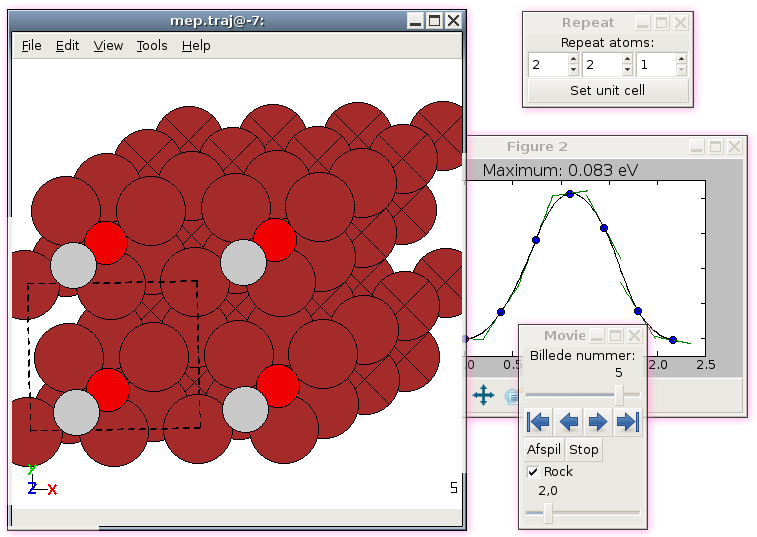 mep.traj@-7:
File Edit View Tools Help
Z X
5
Repeat
Repeat atoms:
2 2 1
Set unit cell
Figure 2
Maximum: 0.083 eV
0.5 2.0 2.5
Movie
Billede nummer:
5
Afspil Stop
Rock
2,0